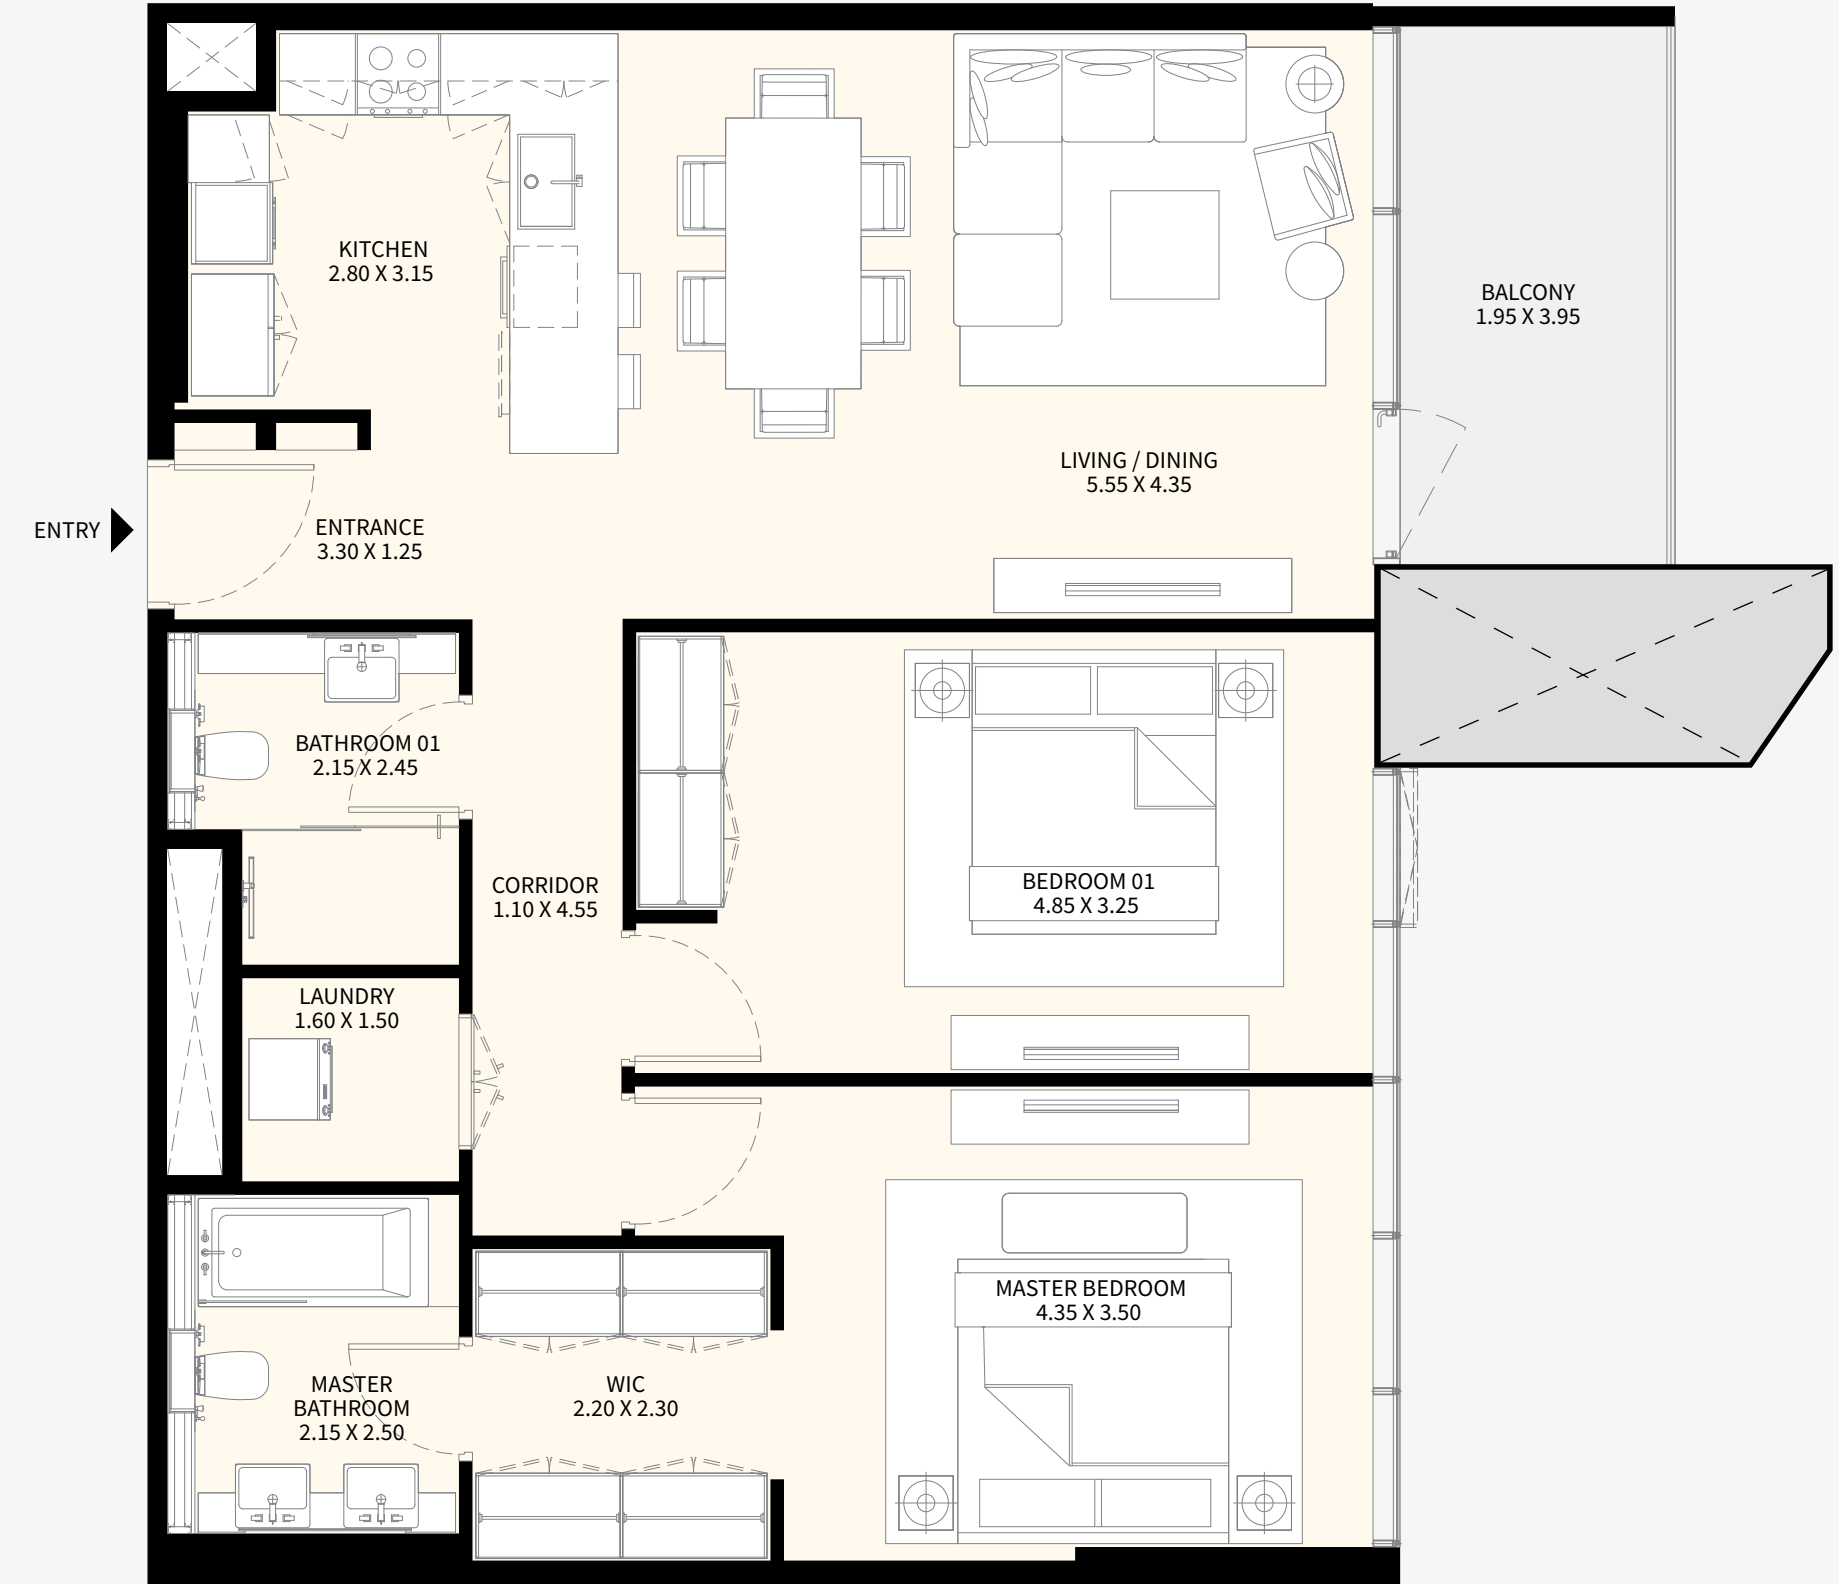 KITCHEN
2.80 X 3.15
BALCONY
1.95 X 3.95
LIVING / DINING
5.55 X 4.35
ENTRY
ENTRANCE
3.30 X 1.25
BATHROOM 01
2.15 X 2.45
CORRIDOR
1.10 X 4.55
BEDROOM 01
4.85 X 3.25
LAUNDRY
1.60 X 1.50
MASTER BEDROOM
4.35 X 3.50
MASTER
BATHROOM
2.15 X 2.50
WIC
2.20 X 2.30